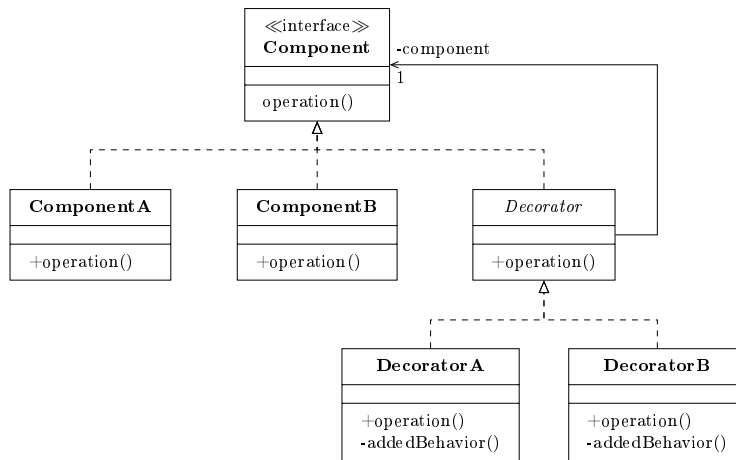 ≪interface≫
Component
-component
1
operation()
ComponentA
ComponentB
Decorator
+operation()
+operation()
+operation()
DecoratorA
DecoratorB
+operation()
-addedBehavior()
+operation()
-addedBehavior()